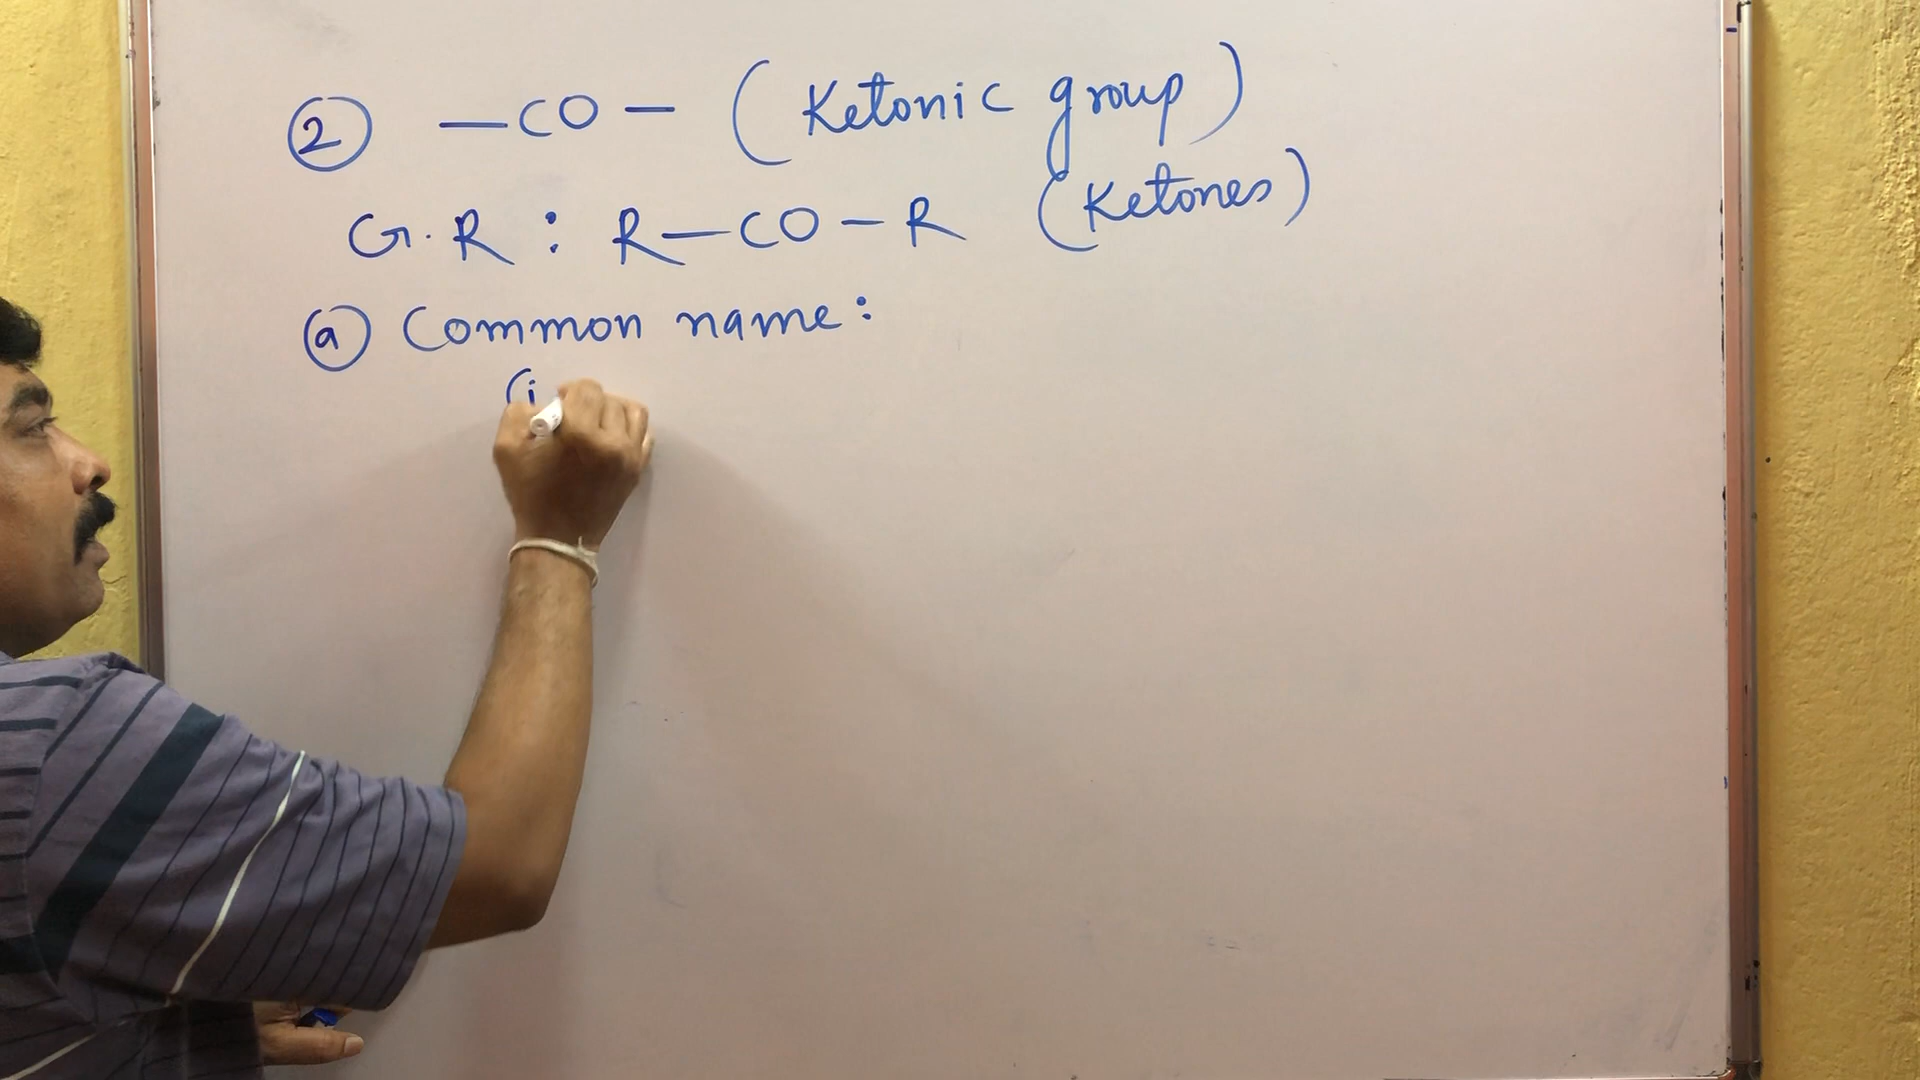 ② —CO— (Ketonic group)
G.R : R—CO—R (Ketones)
ⓐ Common name:
(i